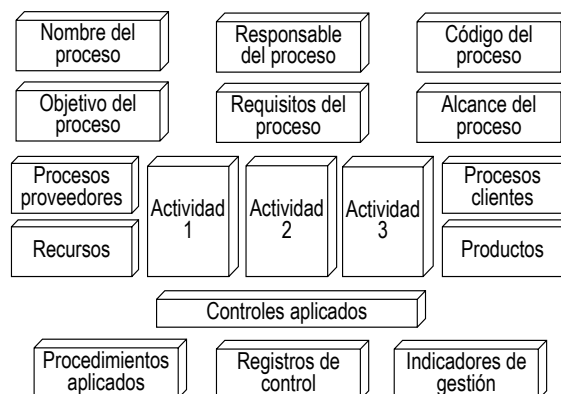 Nombre del
proceso
Responsable
del proceso
Código del
proceso
Objetivo del
proceso
Requisitos del
proceso
Alcance del
proceso
Procesos
proveedores
Recursos
Actividad
1
Actividad
2
Actividad
3
Procesos
clientes
Productos
Controles aplicados
Procedimientos
aplicados
Registros de
control
Indicadores de
gestión